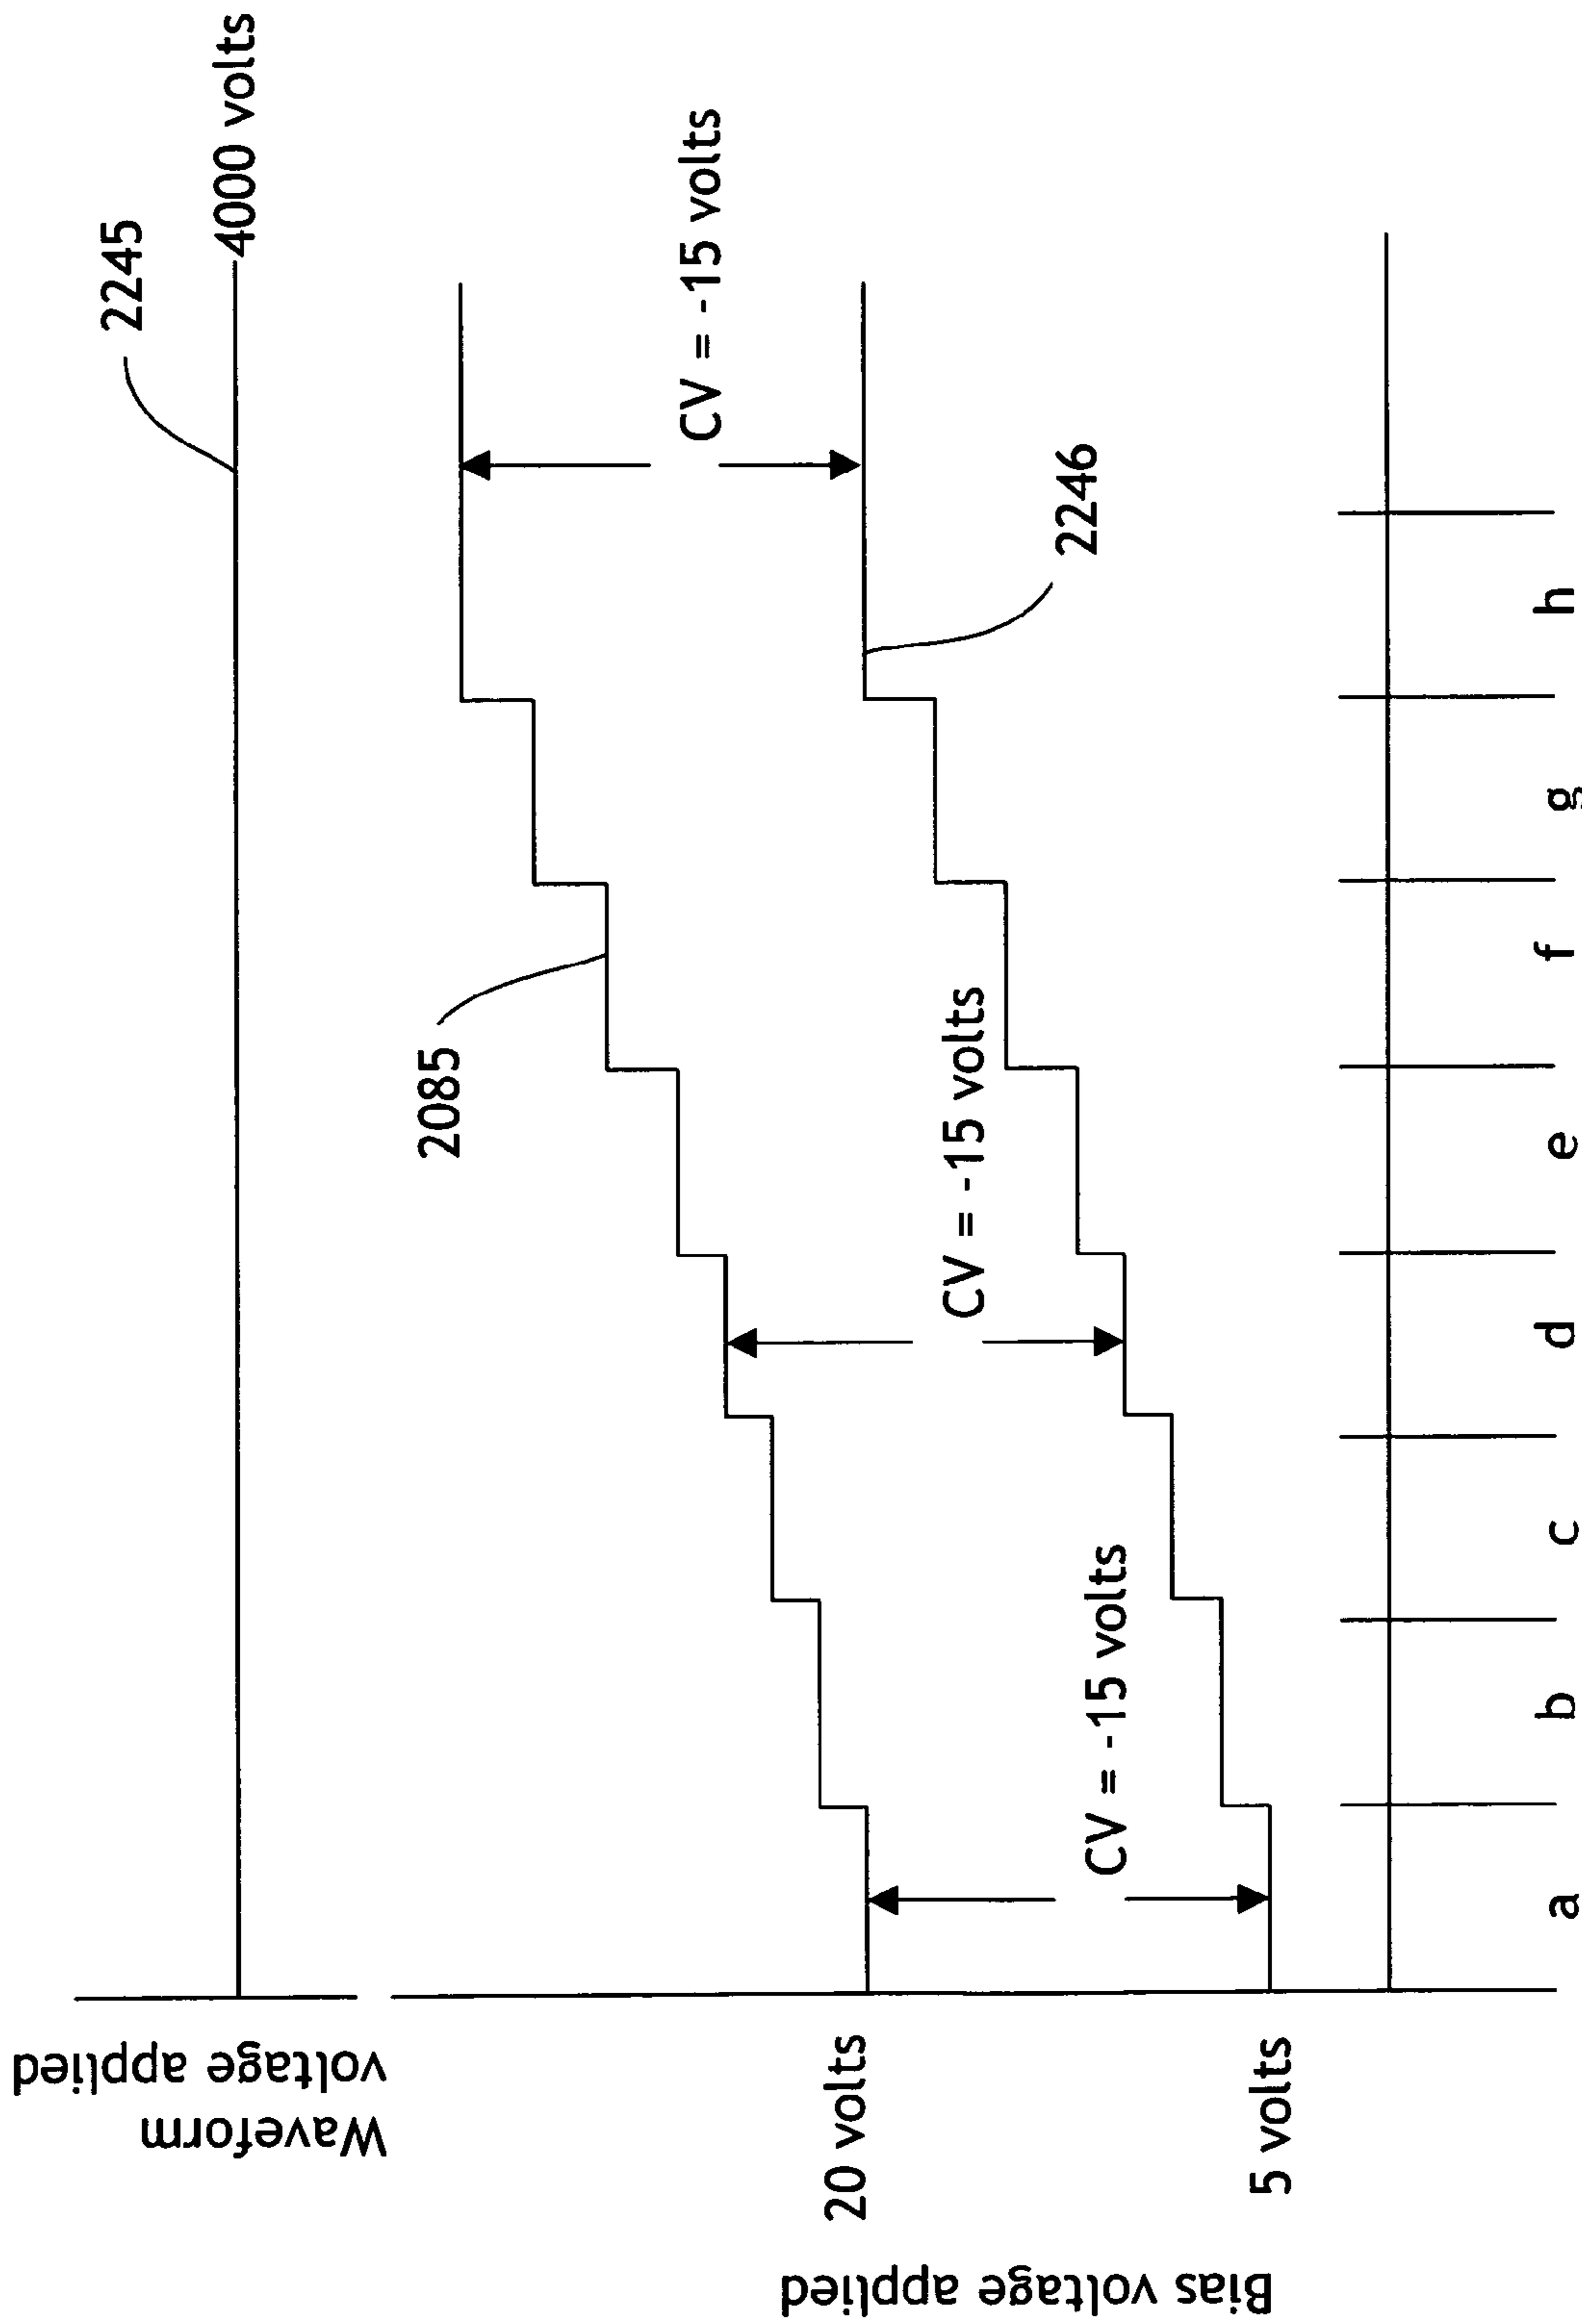 Waveform
voltage applied
2245
4000 volts
2085
CV = -15 volts
2246
CV = -15 volts
CV = -15 volts
20 volts
5 volts
Bias voltage applied
a b c d e f g h